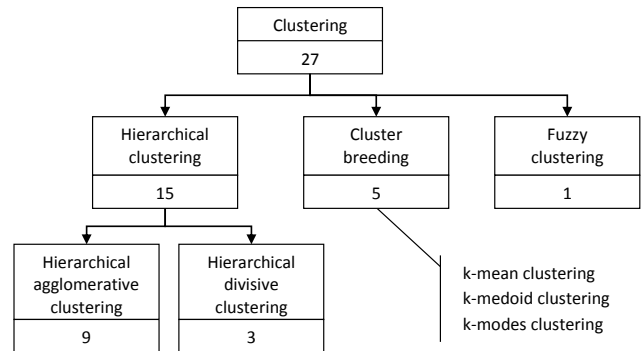 Clustering
27
Hierarchical
clustering
15
Cluster
breeding
5
Fuzzy
clustering
1
Hierarchical
agglomerative
clustering
9
Hierarchical
divisive
clustering
3
k-mean clustering
k-medoid clustering
k-modes clustering